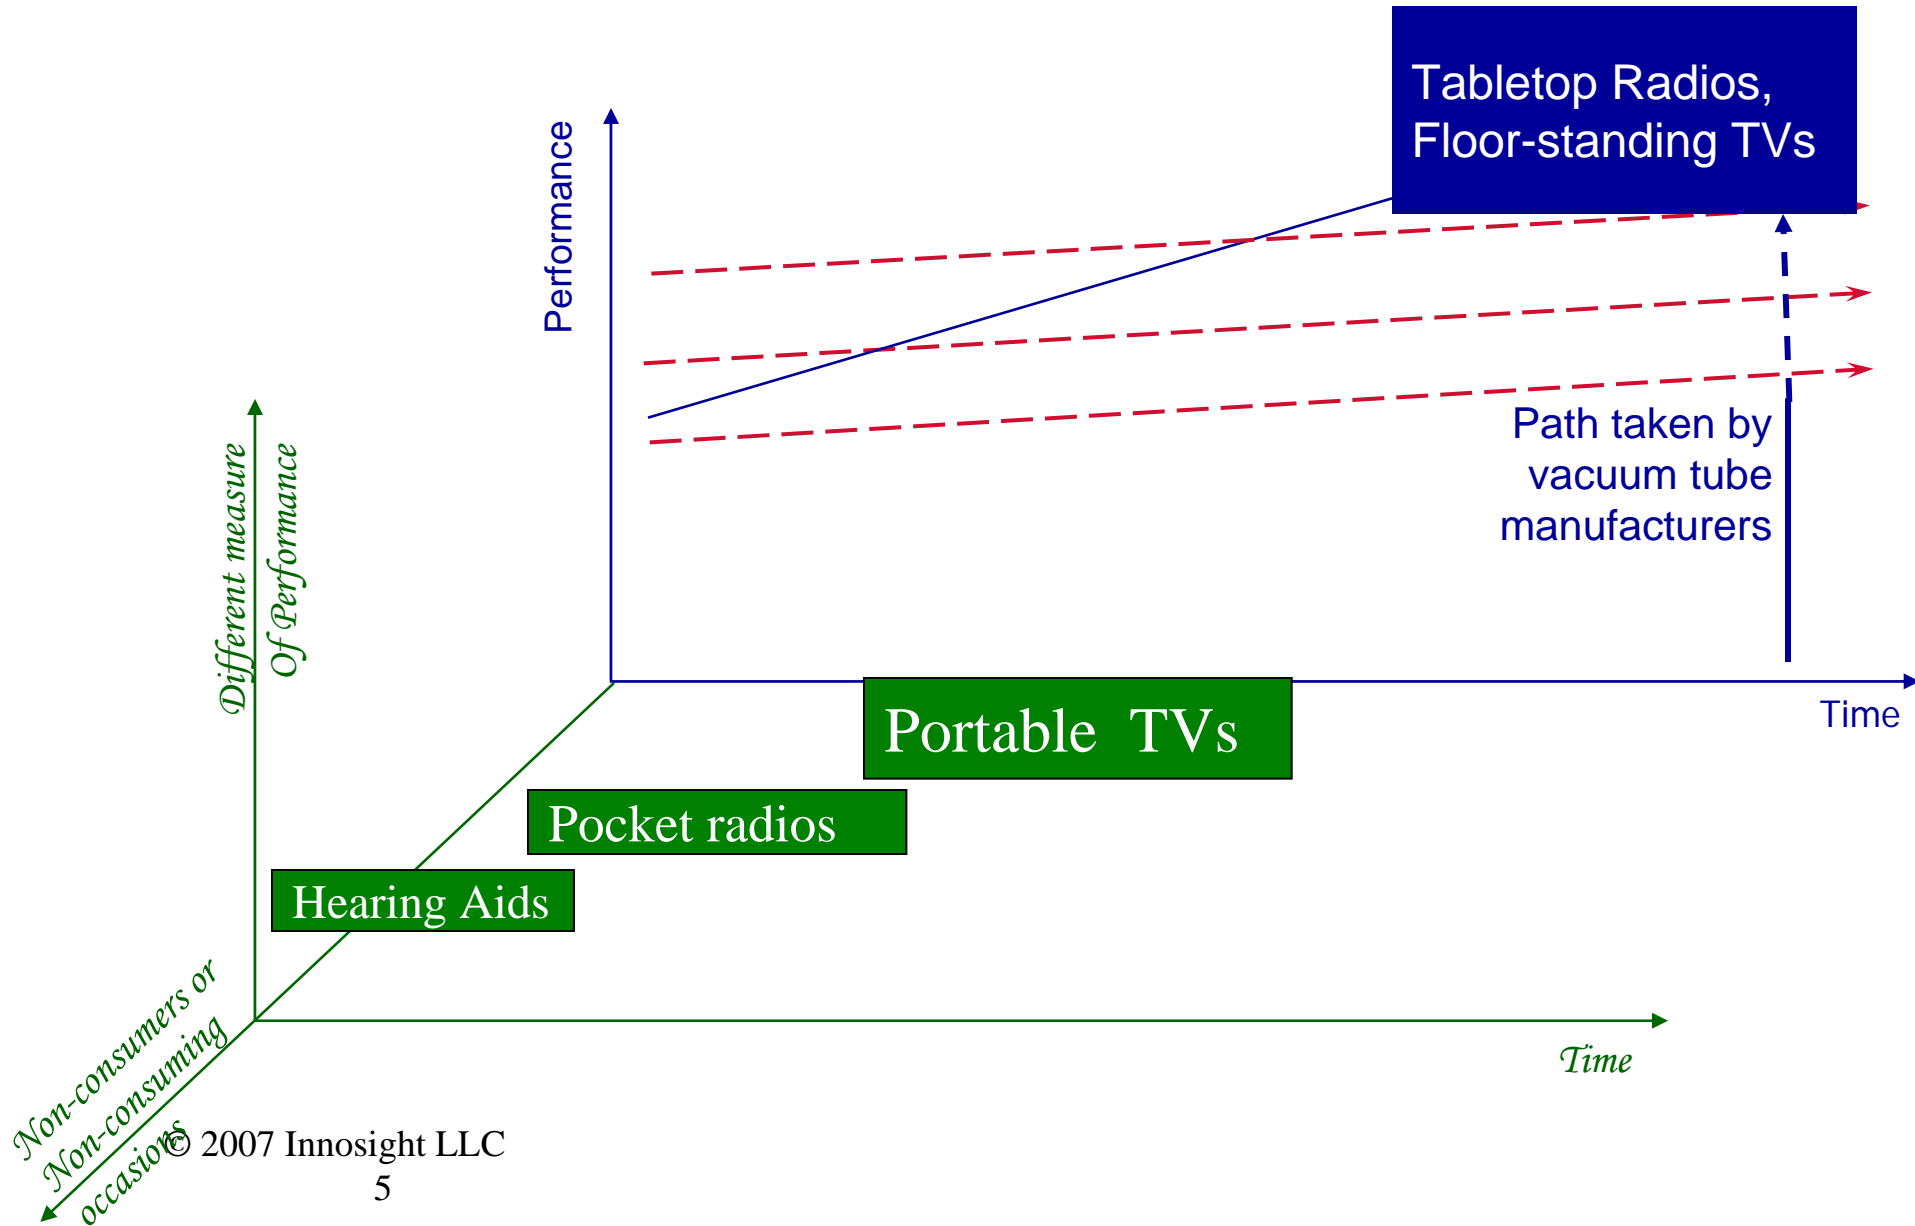 Tabletop Radios,
Floor-standing TVs
Performance
Path taken by
vacuum tube
manufacturers
Time
Different measure
Of Performance
Portable TVs
Pocket radios
Hearing Aids
Time
Non-consumers or
Non-consuming
occasions
© 2007 Innosight LLC
5